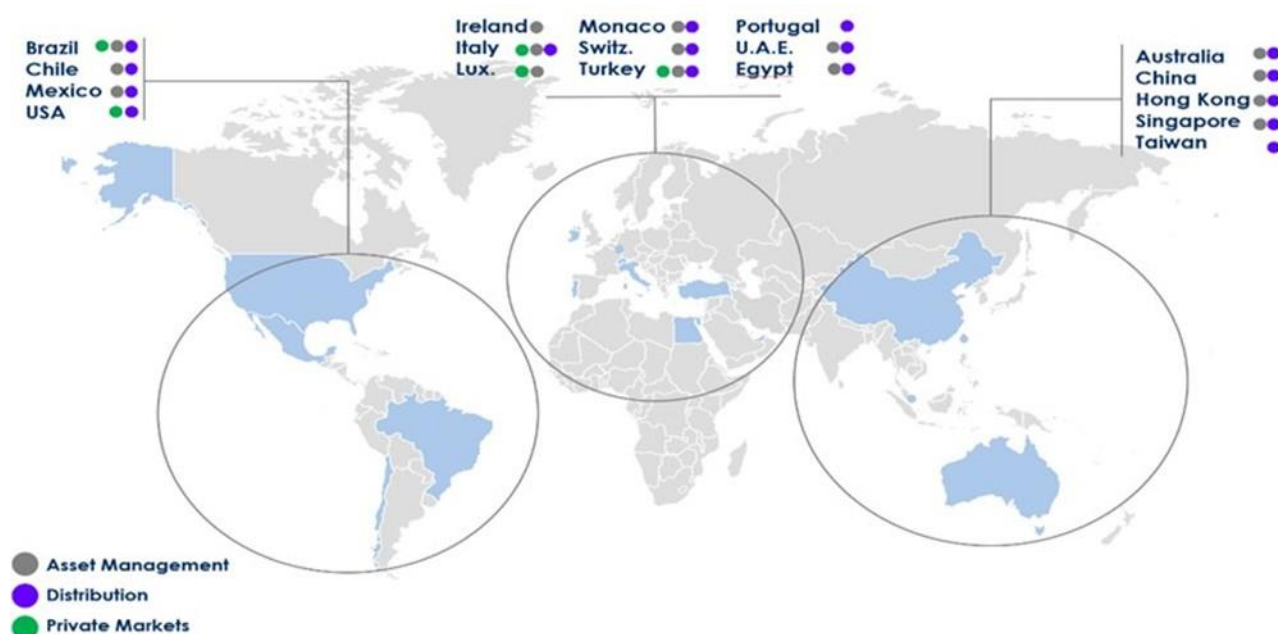 Brazil
Chile
Mexico
USA
Ireland
Italy
Lux.
Monaco
Switz.
Turkey
Portugal
U.A.E.
Egypt
Australia
China
Hong Kong
Singapore
Taiwan
Asset Management
Distribution
Private Markets